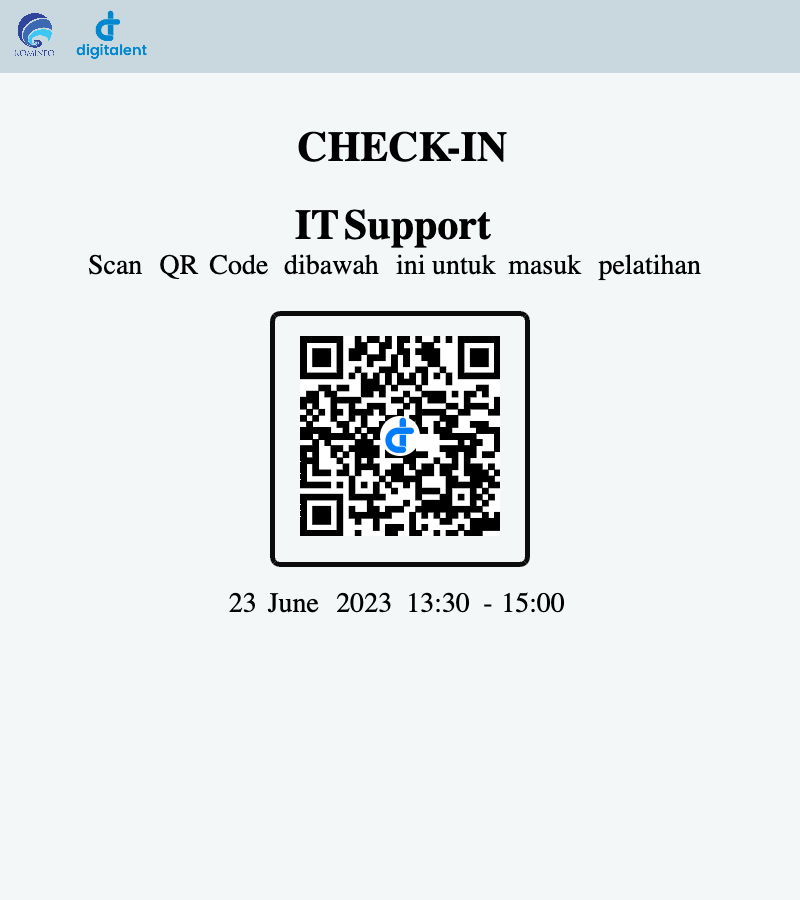 KOMINFO
digitalent
CHECK-IN
IT Support
Scan QR Code dibawah ini untuk masuk pelatihan
23 June 2023 13:30 - 15:00